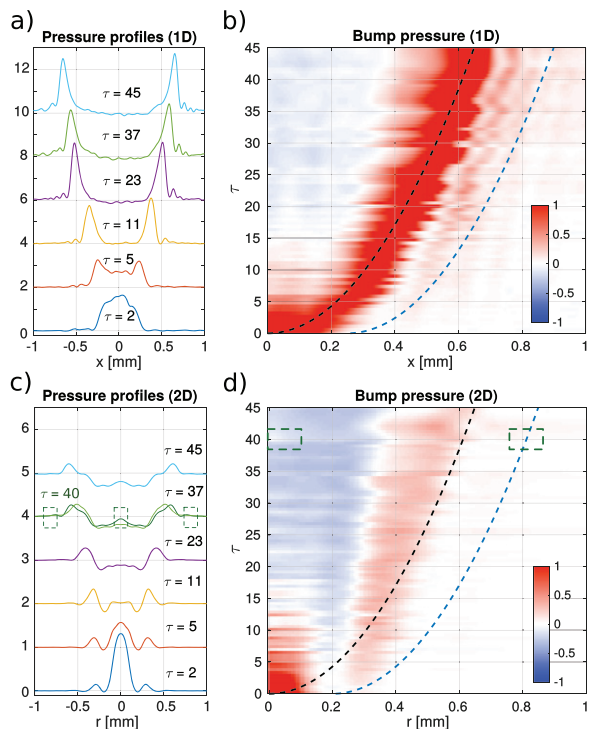 a)
Pressure profiles (1D)
12
10
8
6
4
2
0
τ = 45
τ = 37
τ = 23
τ = 11
τ = 5
τ = 2
-1
-0.5
0
0.5
1
x [mm]
b)
Bump pressure (1D)
45
40
35
30
25
20
15
10
5
0
τ
0
0.2
0.4
0.6
0.8
1
x [mm]
1
0.5
0
-0.5
-1
c)
Pressure profiles (2D)
6
5
4
3
2
1
0
τ = 45
τ = 37
τ = 40
τ = 23
τ = 11
τ = 5
τ = 2
-1
-0.5
0
0.5
1
r [mm]
d)
Bump pressure (2D)
45
40
35
30
25
20
15
10
5
0
τ
0
0.2
0.4
0.6
0.8
1
r [mm]
1
0.5
0
-0.5
-1